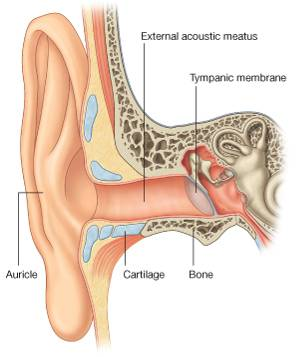 External acoustic meatus
Tympanic membrane
Auricle
Cartilage
Bone